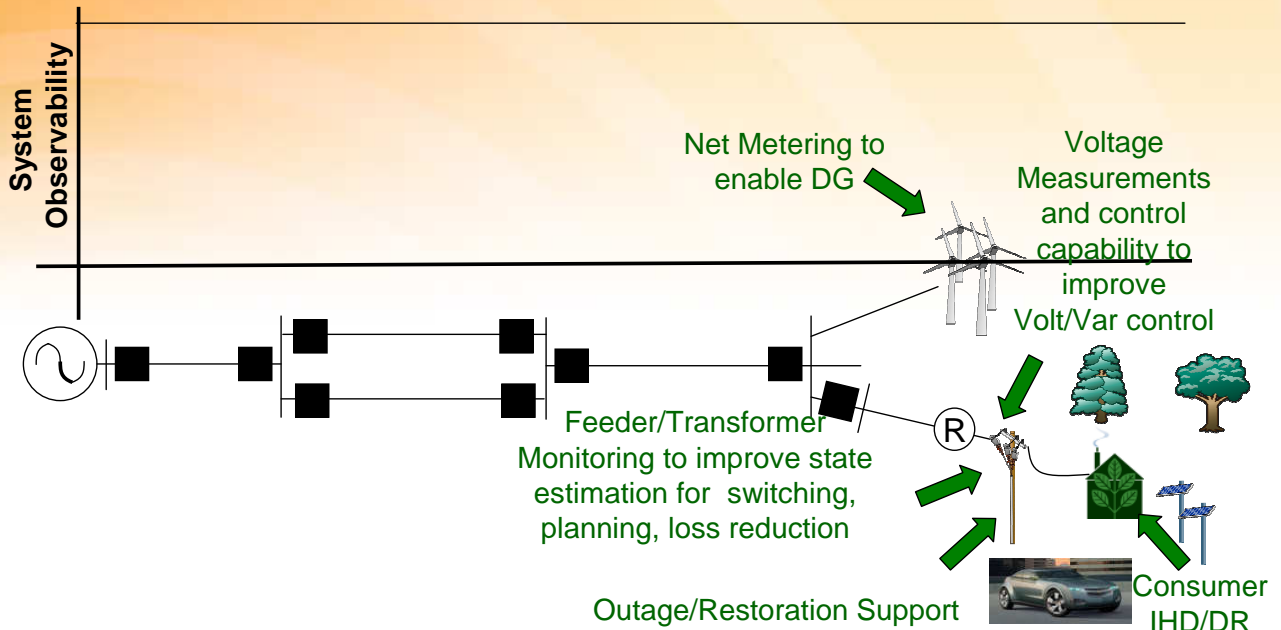 System
Observability
Net Metering to
enable DG
Voltage
Measurements
and control
capability to
improve
Volt/Var control
R
Feeder/Transformer
Monitoring to improve state
estimation for switching,
planning, loss reduction
Outage/Restoration Support
Consumer
IHD/DR